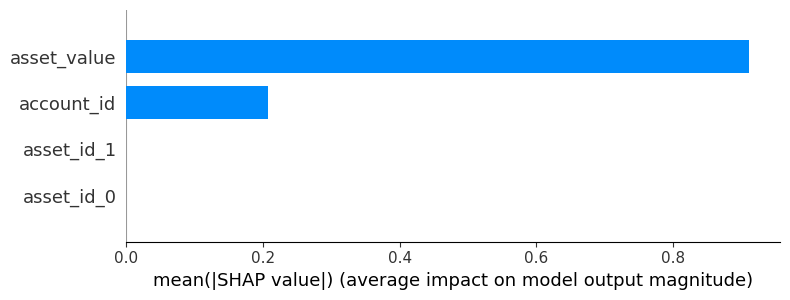 asset_value
account_id
asset_id_1
asset_id_0
0.0 0.2 0.4 0.6 0.8
mean(|SHAP value|) (average impact on model output magnitude)